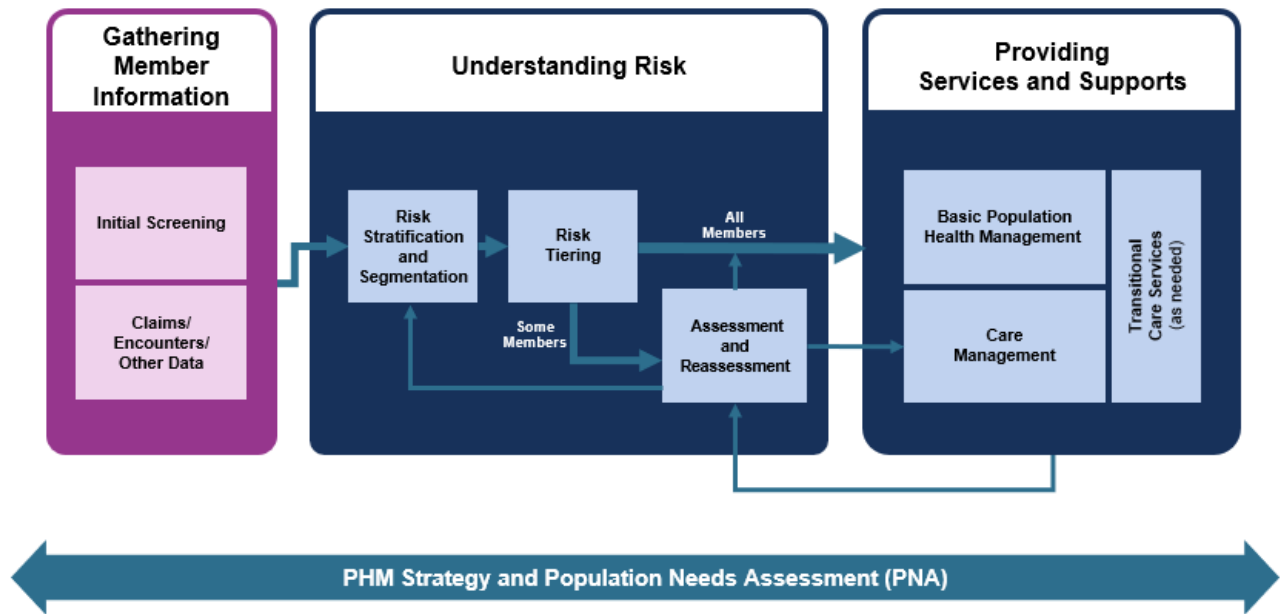 Gathering
Member
Information
Initial Screening
Claims/
Encounters/
Other Data
Understanding Risk
Risk
Stratification
and
Segmentation
Risk
Tiering
All
Members
Some
Members
Assessment
and
Reassessment
Providing
Services and Supports
Basic Population
Health Management
Care
Management
Transitional
Care Services
(as needed)
PHM Strategy and Population Needs Assessment (PNA)